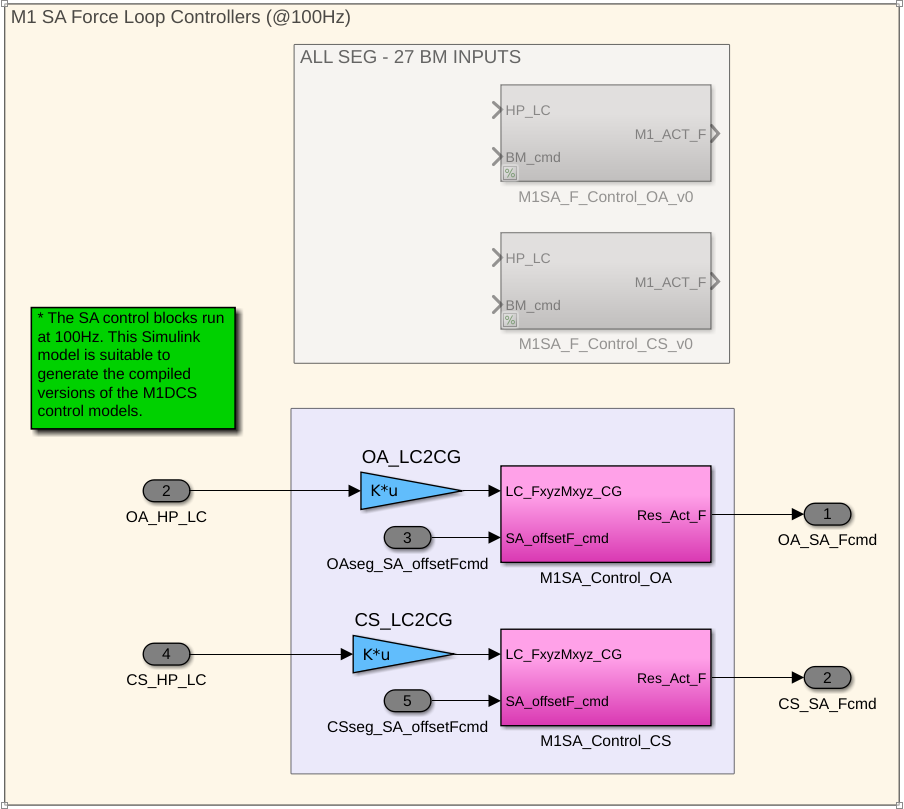 M1 SA Force Loop Controllers (@100Hz)
ALL SEG - 27 BM INPUTS
HP_LC
M1_ACT_F
BM_cmd
%
M1SA_F_Control_OA_v0
HP_LC
M1_ACT_F
BM_cmd
%
M1SA_F_Control_CS_v0
* The SA control blocks run
at 100Hz. This Simulink
model is suitable to
generate the compiled
versions of the M1DCS
control models.
OA_LC2CG
2
K*u
LC_FxyzMxyz_CG
OA_HP_LC
Res_Act_F
1
3
SA_offsetF_cmd
OA_SA_Fcmd
OAseg_SA_offsetFcmd
M1SA_Control_OA
CS_LC2CG
4
K*u
LC_FxyzMxyz_CG
CS_HP_LC
Res_Act_F
2
5
SA_offsetF_cmd
CS_SA_Fcmd
CSseg_SA_offsetFcmd
M1SA_Control_CS